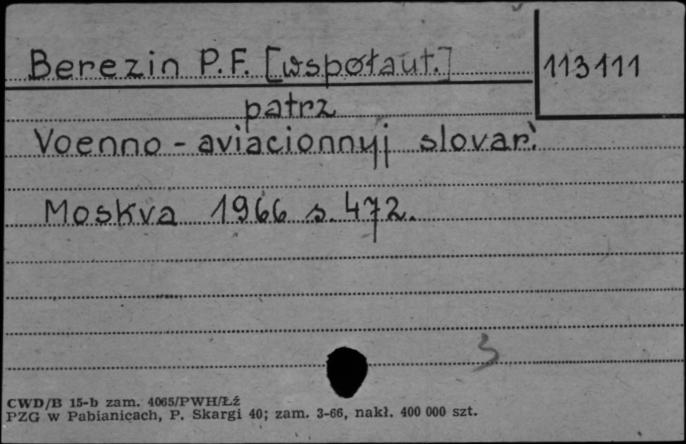 Berezin P.F. [współaut.]
113111
patrz
Voenno - aviacionnyj slovar'.
Moskva 1966 s. 472.
3
CWD/B 15-b zam. 4065/PWH/Łź
PZG w Pabianicach, P. Skargi 40; zam. 3-66, nakł. 400 000 szt.